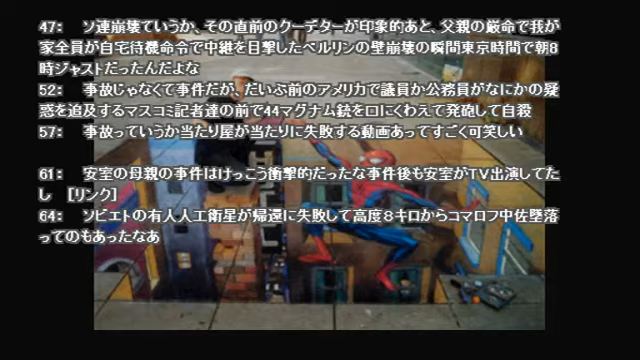 47:　ソ連崩壊ていうか、その直前のクーデターが印象的あと、父親の厳命で我が
家全員が自宅待機命令で中継を目撃したベルリンの壁崩壊の瞬間東京時間で朝8
時ジャストだったんだよな
52:　事故じゃなくて事件だが、だいぶ前のアメリカで議員か公務員がなにかの疑
惑を追及するマスコミ記者達の前で44マグナム銃を口にくわえて発砲して自殺
57:　事故っていうか当たり屋が当たりに失敗する動画あってすごく可笑しい
61:　安室の母親の事件はけっこう衝撃的だったな事件後も安室がTV出演してた
し　[リンク]
64:　ソビエトの有人人工衛星が帰還に失敗して高度8キロからコマロフ中佐墜落
ってのもあったなあ